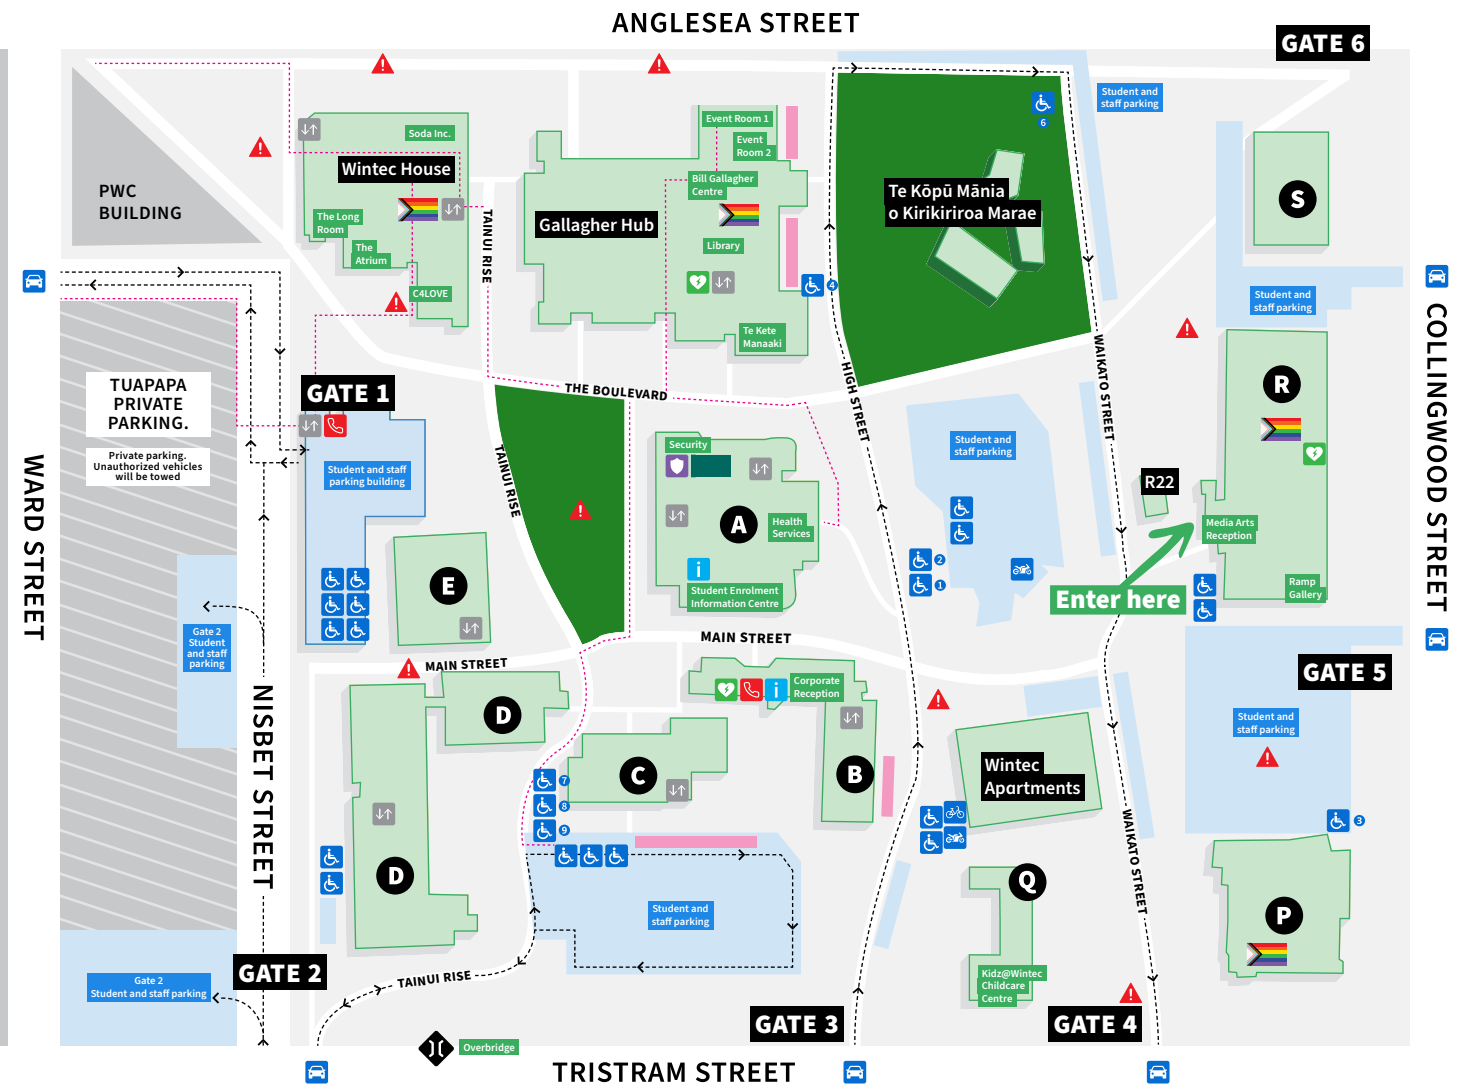 ANGLESEA STREET
GATE 6
Student and
staff parking
6
Soda Inc.
Wintec House
The Long
Room
The
Atrium
C4LOVE
PWC
BUILDING
TAINUI RISE
Event Room 1
Event
Room 2
Bill Gallagher
Centre
Gallagher Hub
Library
Te Kete
Manaaki
4
Te Kōpū Mānia
o Kirikiriroa Marae
S
Student and
staff parking
COLLINGWOOD STREET
TUAPAPA
PRIVATE
PARKING.
Private parking.
Unauthorized vehicles
will be towed
GATE 1
Student and staff
parking building
THE BOULEVARD
HIGH STREET
WAIKATO STREET
R
R22
Media Arts
Reception
Ramp
Gallery
Enter here
Student and
staff parking
2
1
TAINUI RISE
Security
A
Health
Services
i
Student Enrolment
Information Centre
E
WARD STREET
Gate 2
Student
and staff
parking
NISBET STREET
MAIN STREET
MAIN STREET
D
D
C
B
i
Corporate
Reception
7
8
9
Wintec
Apartments
GATE 5
Student and
staff parking
3
P
Q
Kidz@Wintec
Childcare
Centre
WAIKATO STREET
Student and
staff parking
GATE 2
Gate 2
Student and staff parking
TAINUI RISE
GATE 3
GATE 4
Overbridge
TRISTRAM STREET